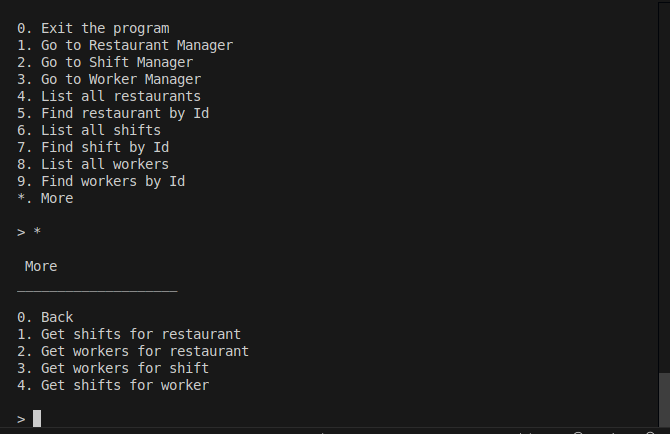 0. Exit the program
1. Go to Restaurant Manager
2. Go to Shift Manager
3. Go to Worker Manager
4. List all restaurants
5. Find restaurant by Id
6. List all shifts
7. Find shift by Id
8. List all workers
9. Find workers by Id
*. More
> *
More
____________________
0. Back
1. Get shifts for restaurant
2. Get workers for restaurant
3. Get workers for shift
4. Get shifts for worker
>